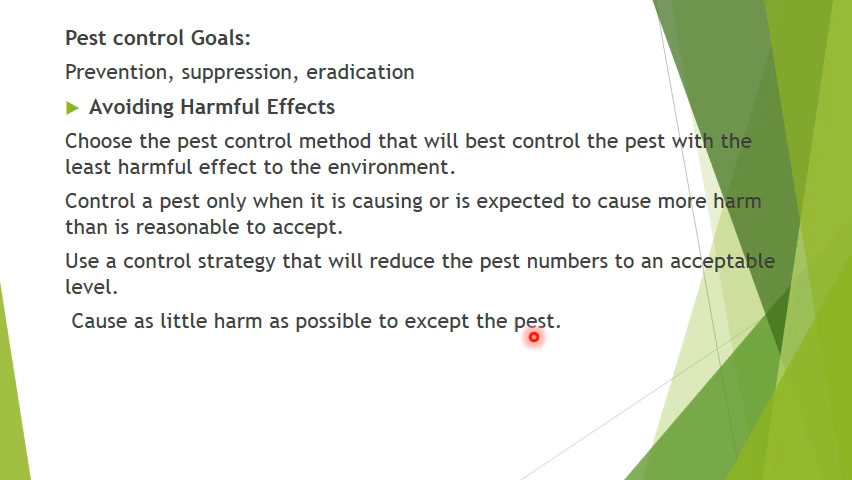 Pest control Goals:
Prevention, suppression, eradication
Avoiding Harmful Effects
Choose the pest control method that will best control the pest with the
least harmful effect to the environment.
Control a pest only when it is causing or is expected to cause more harm
than is reasonable to accept.
Use a control strategy that will reduce the pest numbers to an acceptable
level.
Cause as little harm as possible to except the pest.